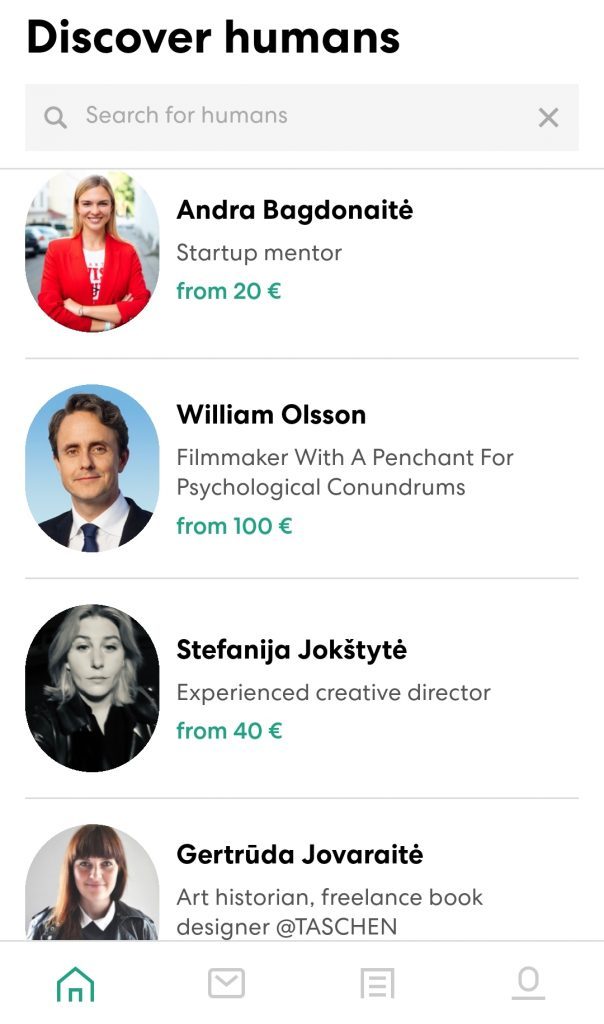 Discover humans
Search for humans
Andra Bagdonaitė
Startup mentor
from 20 €
William Olsson
Filmmaker With A Penchant For
Psychological Conundrums
from 100 €
Stefanija Jokštytė
Experienced creative director
from 40 €
Gertrūda Jovaraitė
Art historian, freelance book
designer @TASCHEN